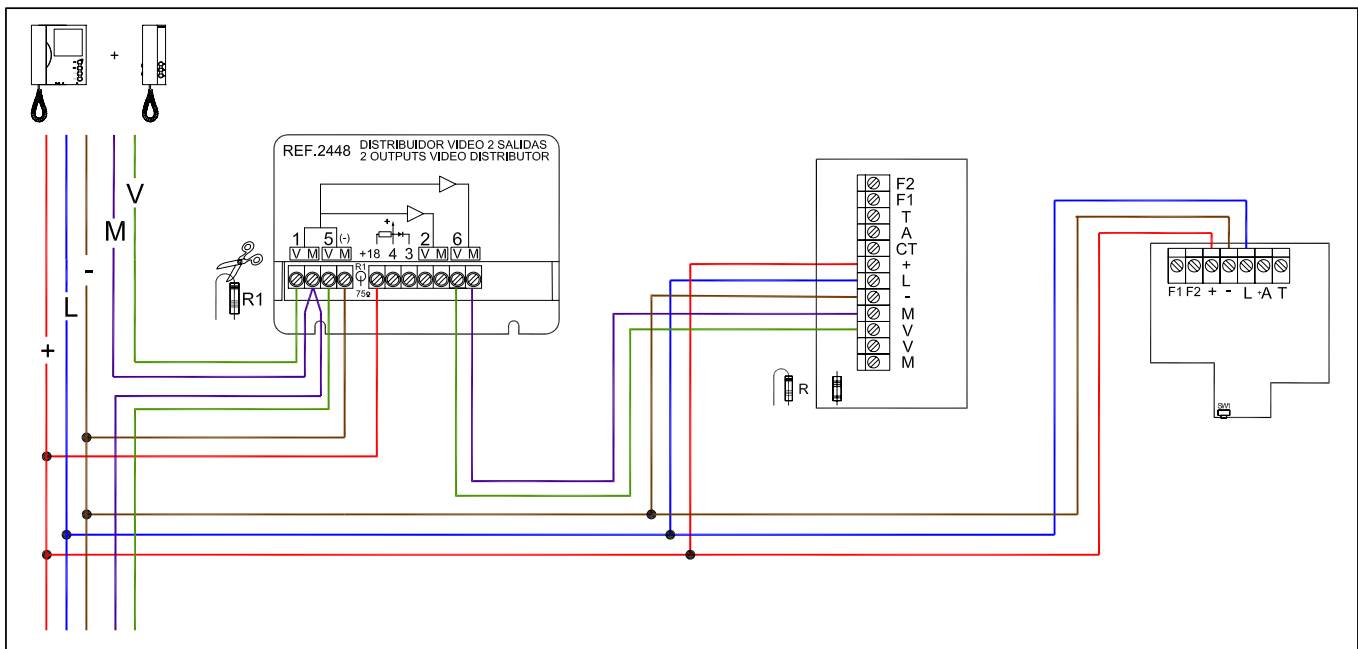 +
V
M
-
L
+
REF.2448
DISTRIBUIDOR VIDEO 2 SALIDAS
2 OUTPUTS VIDEO DISTRIBUTOR
+
1 5 (-) 2 6
V M V M +18 4 3 V M V M
R1
75Ω
R1
F2
F1
T
A
CT
+
L
-
M
V
V
M
R
F1 F2 + - L +A T
SW1